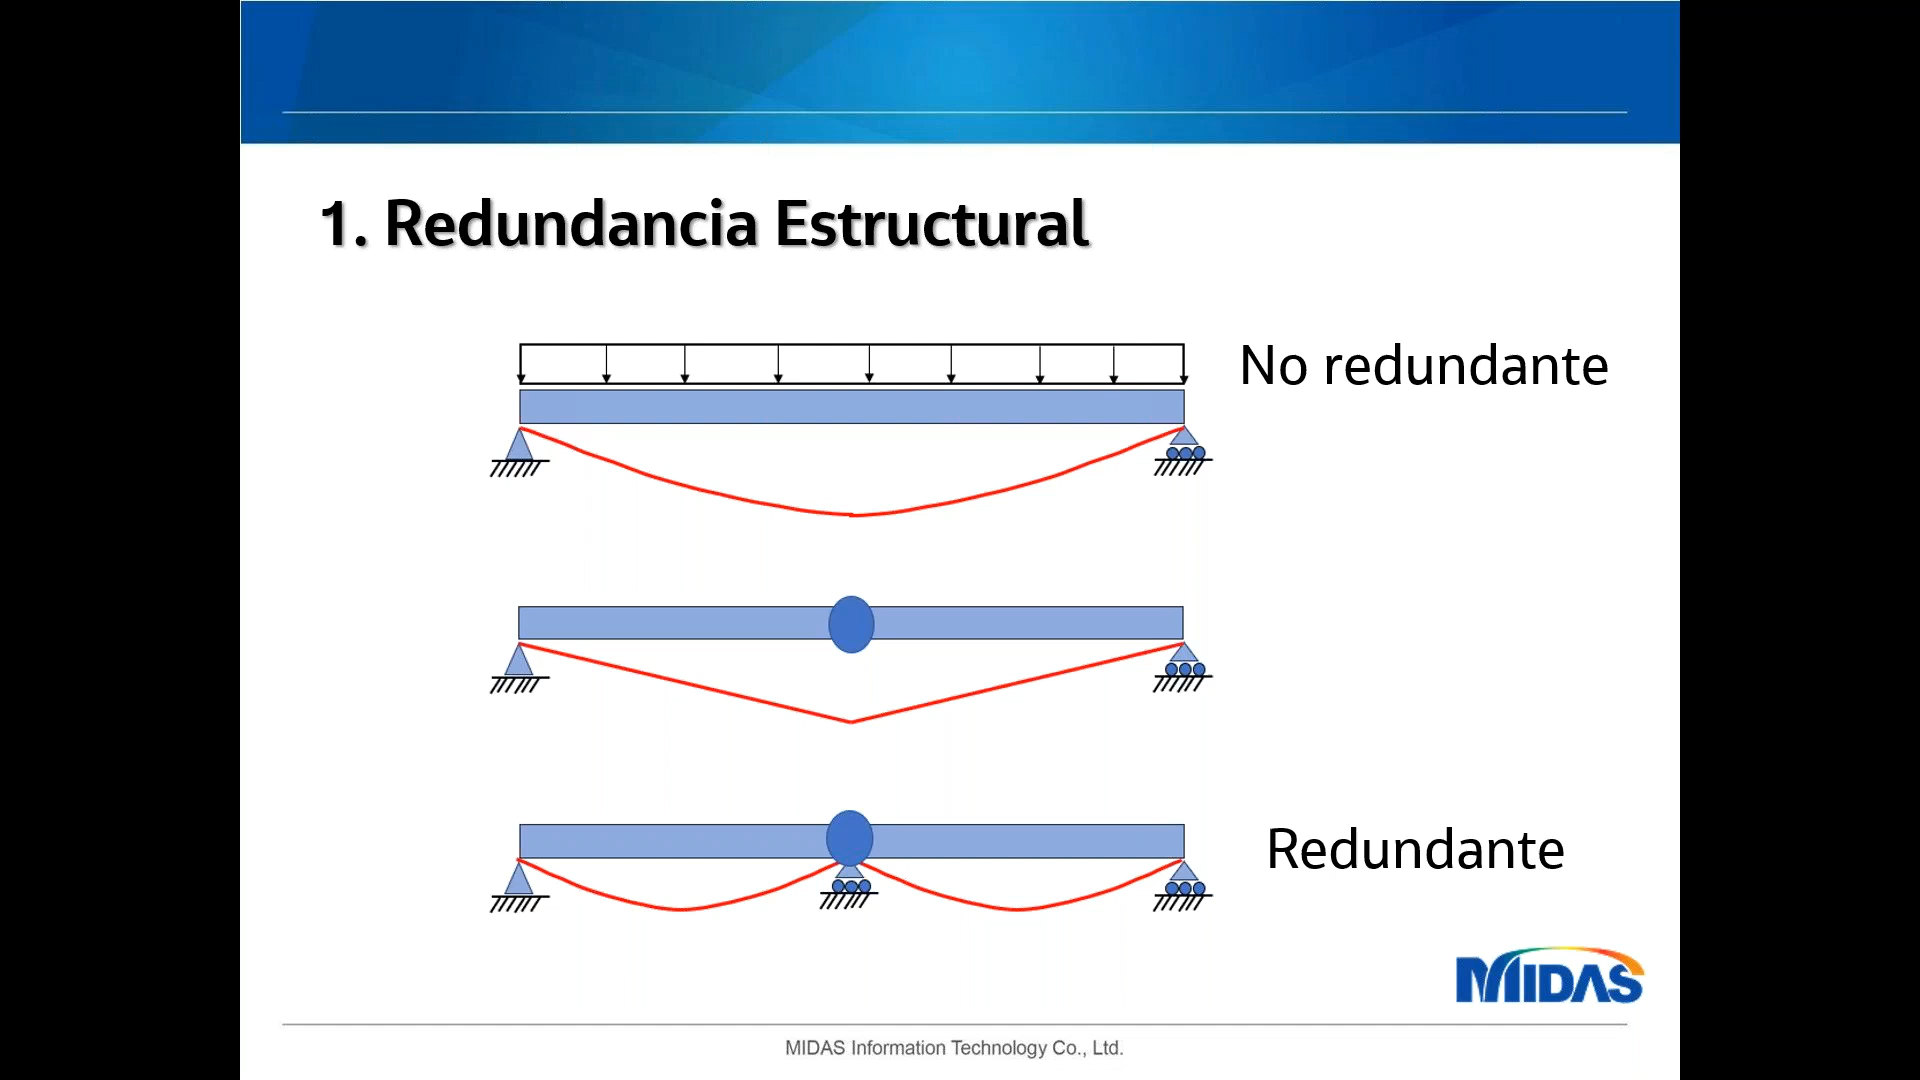 1. Redundancia Estructural
No redundante
Redundante
MIDAS
MIDAS Information Technology Co., Ltd.